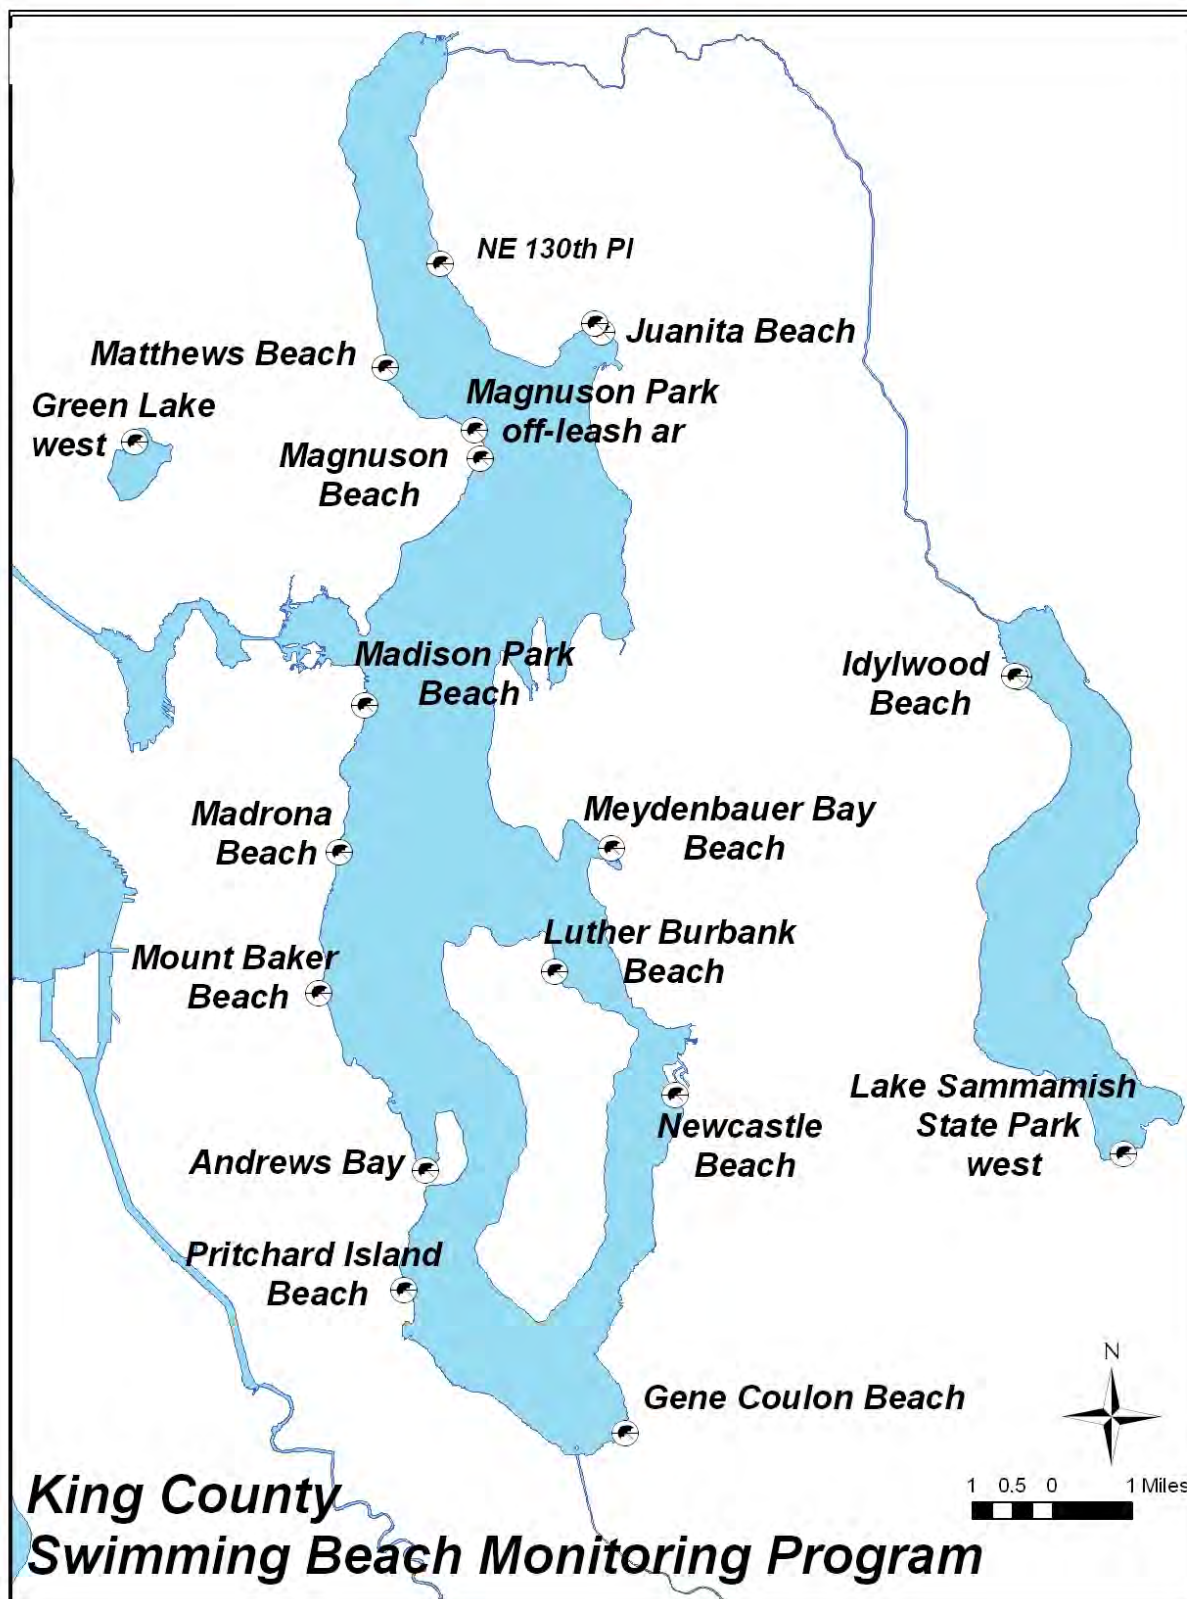 NE 130th Pl
Juanita Beach
Matthews Beach
Magnuson Park
off-leash ar
Green Lake
west
Magnuson
Beach
Madison Park
Beach
Idylwood
Beach
Madrona
Beach
Meydenbauer Bay
Beach
Luther Burbank
Beach
Mount Baker
Beach
Lake Sammamish
State Park
west
Newcastle
Beach
Andrews Bay
Pritchard Island
Beach
N
Gene Coulon Beach
1 0.5 0 1 Miles
King County
Swimming Beach Monitoring Program